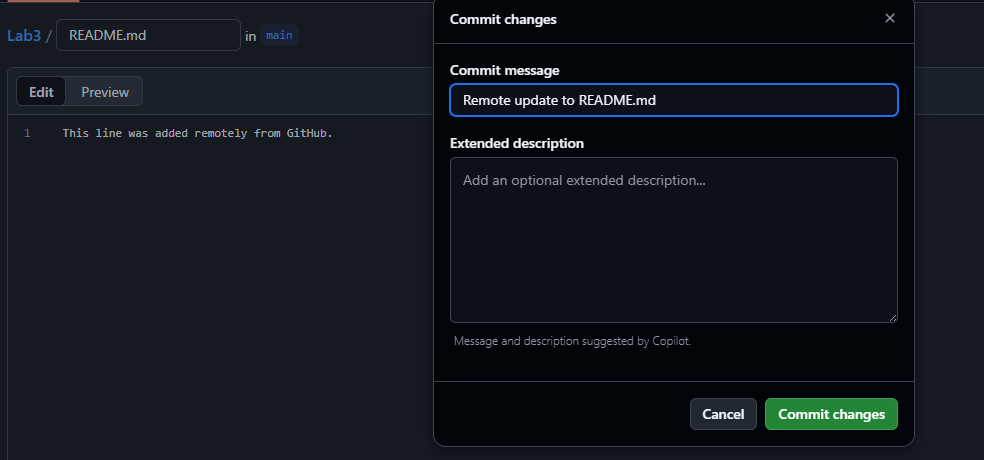 Lab3 / README.md in main
Edit Preview
1 This line was added remotely from GitHub.
Commit changes
Commit message
Remote update to README.md
Extended description
Add an optional extended description...
Message and description suggested by Copilot.
Cancel Commit changes